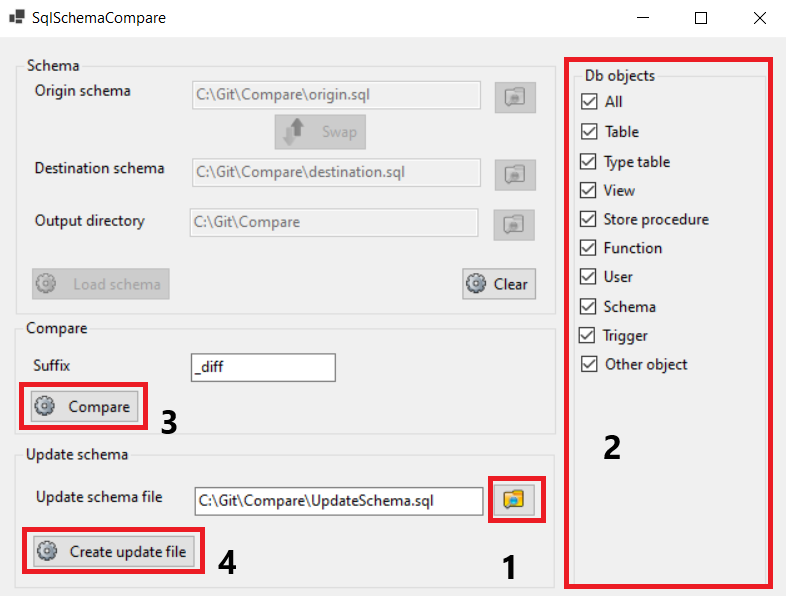 SqlSchemaCompare
Schema
Origin schema
C:\Git\Compare\origin.sql
Swap
Destination schema
C:\Git\Compare\destination.sql
Output directory
C:\Git\Compare
Load schema
Clear
Compare
Suffix
_diff
Compare
3
Update schema
Update schema file
C:\Git\Compare\UpdateSchema.sql
1
Create update file
4
Db objects
All
Table
Type table
View
Store procedure
Function
User
Schema
Trigger
Other object
2